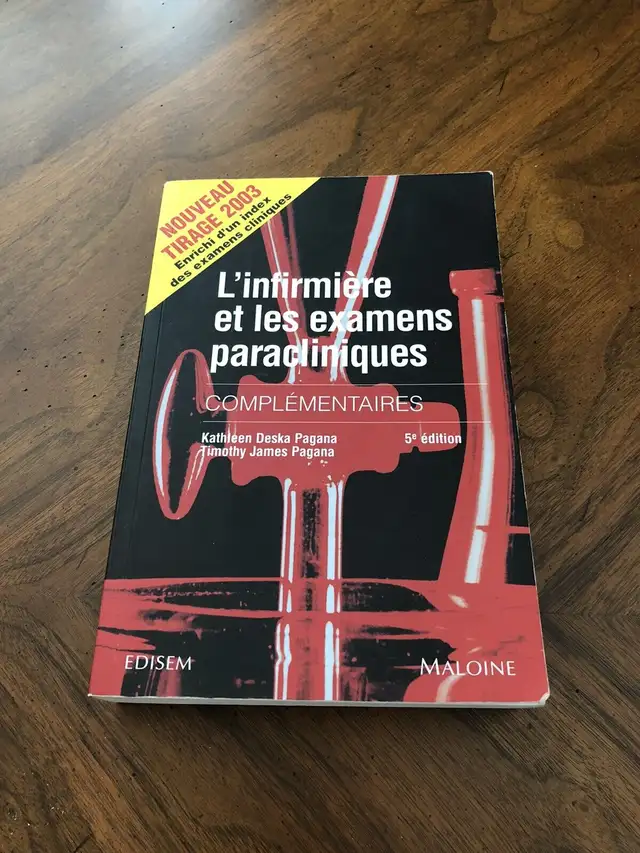 NOUVEAU
TIRAGE 2003
Enrichi d'un index
des examens cliniques
L'infirmière
et les examens
paracliniques
COMPLÉMENTAIRES
Kathleen Deska Pagana 5e édition
Timothy James Pagana
EDISEM MALOINE